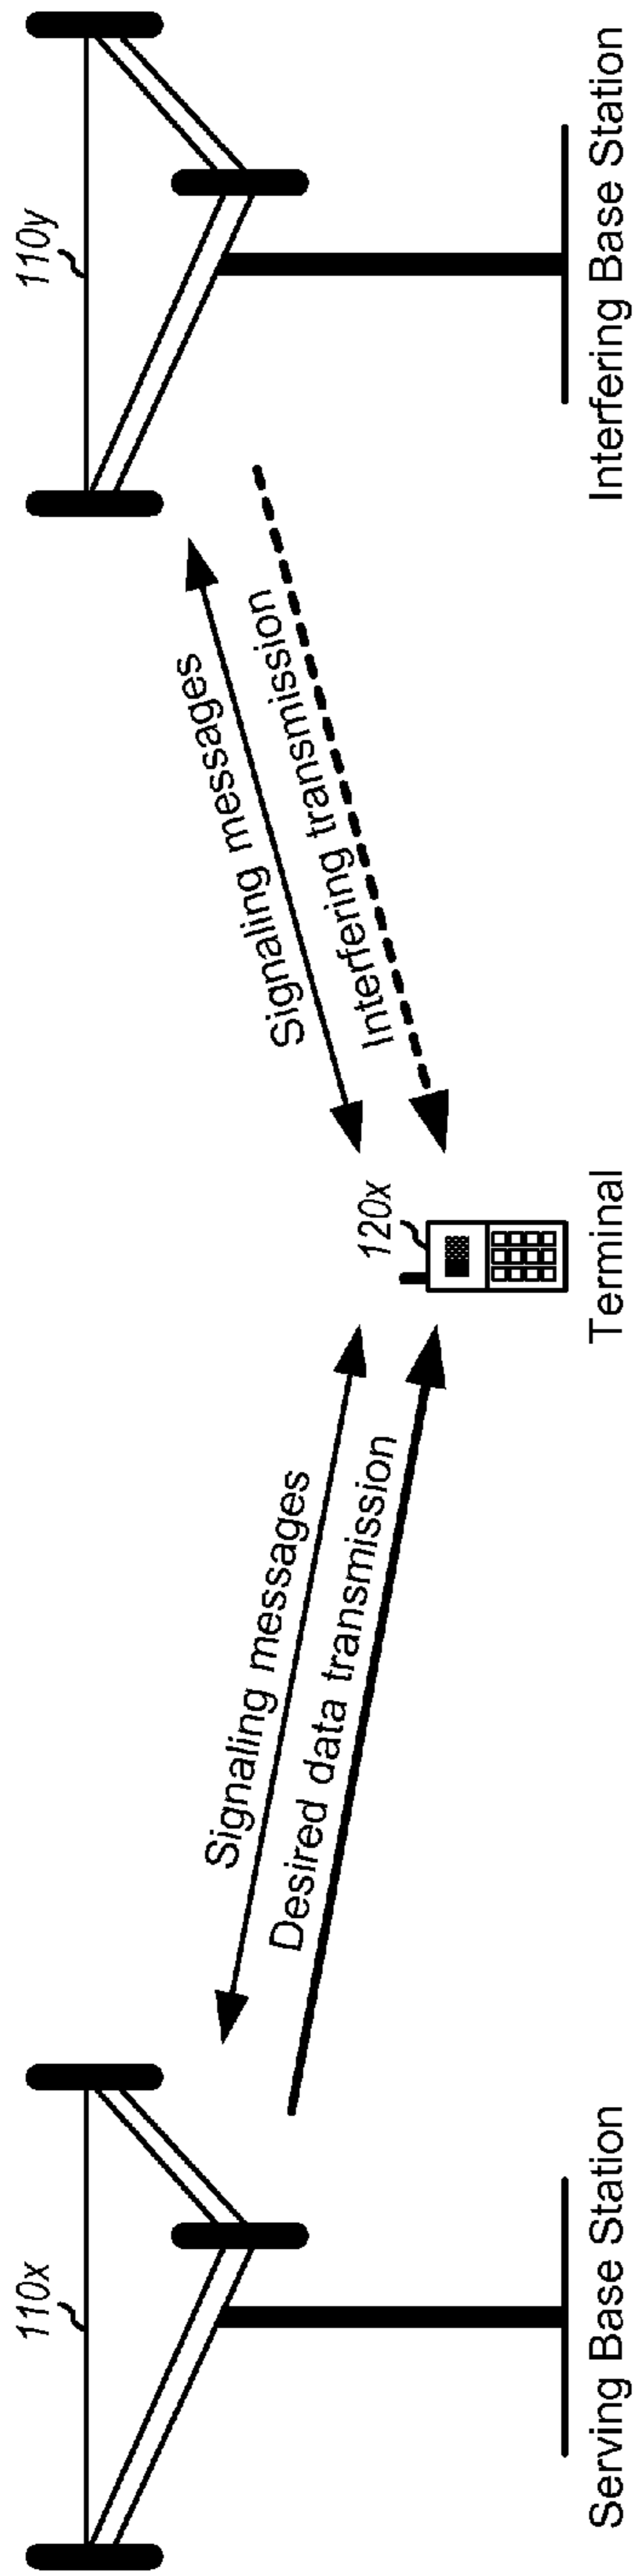 110x
110y
Signaling messages
Desired data transmission
Signaling messages
Interfering transmission
120x
Serving Base Station
Terminal
Interfering Base Station